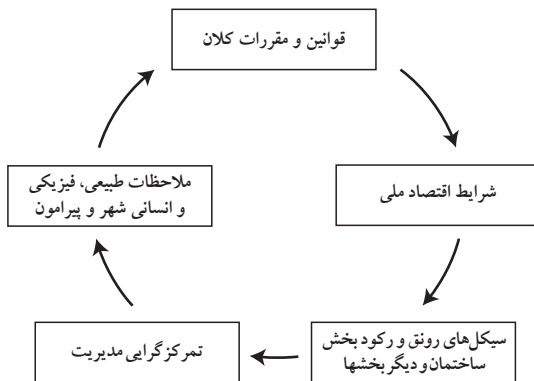 قوانین و مقررات کلان
شرایط اقتصاد ملی
سیکل‌های رونق و رکود بخش
ساختمان و دیگر بخشها
تمرکزگرایی مدیریت
ملاحظات طبیعی، فیزیکی
و انسانی شهر و پیرامون